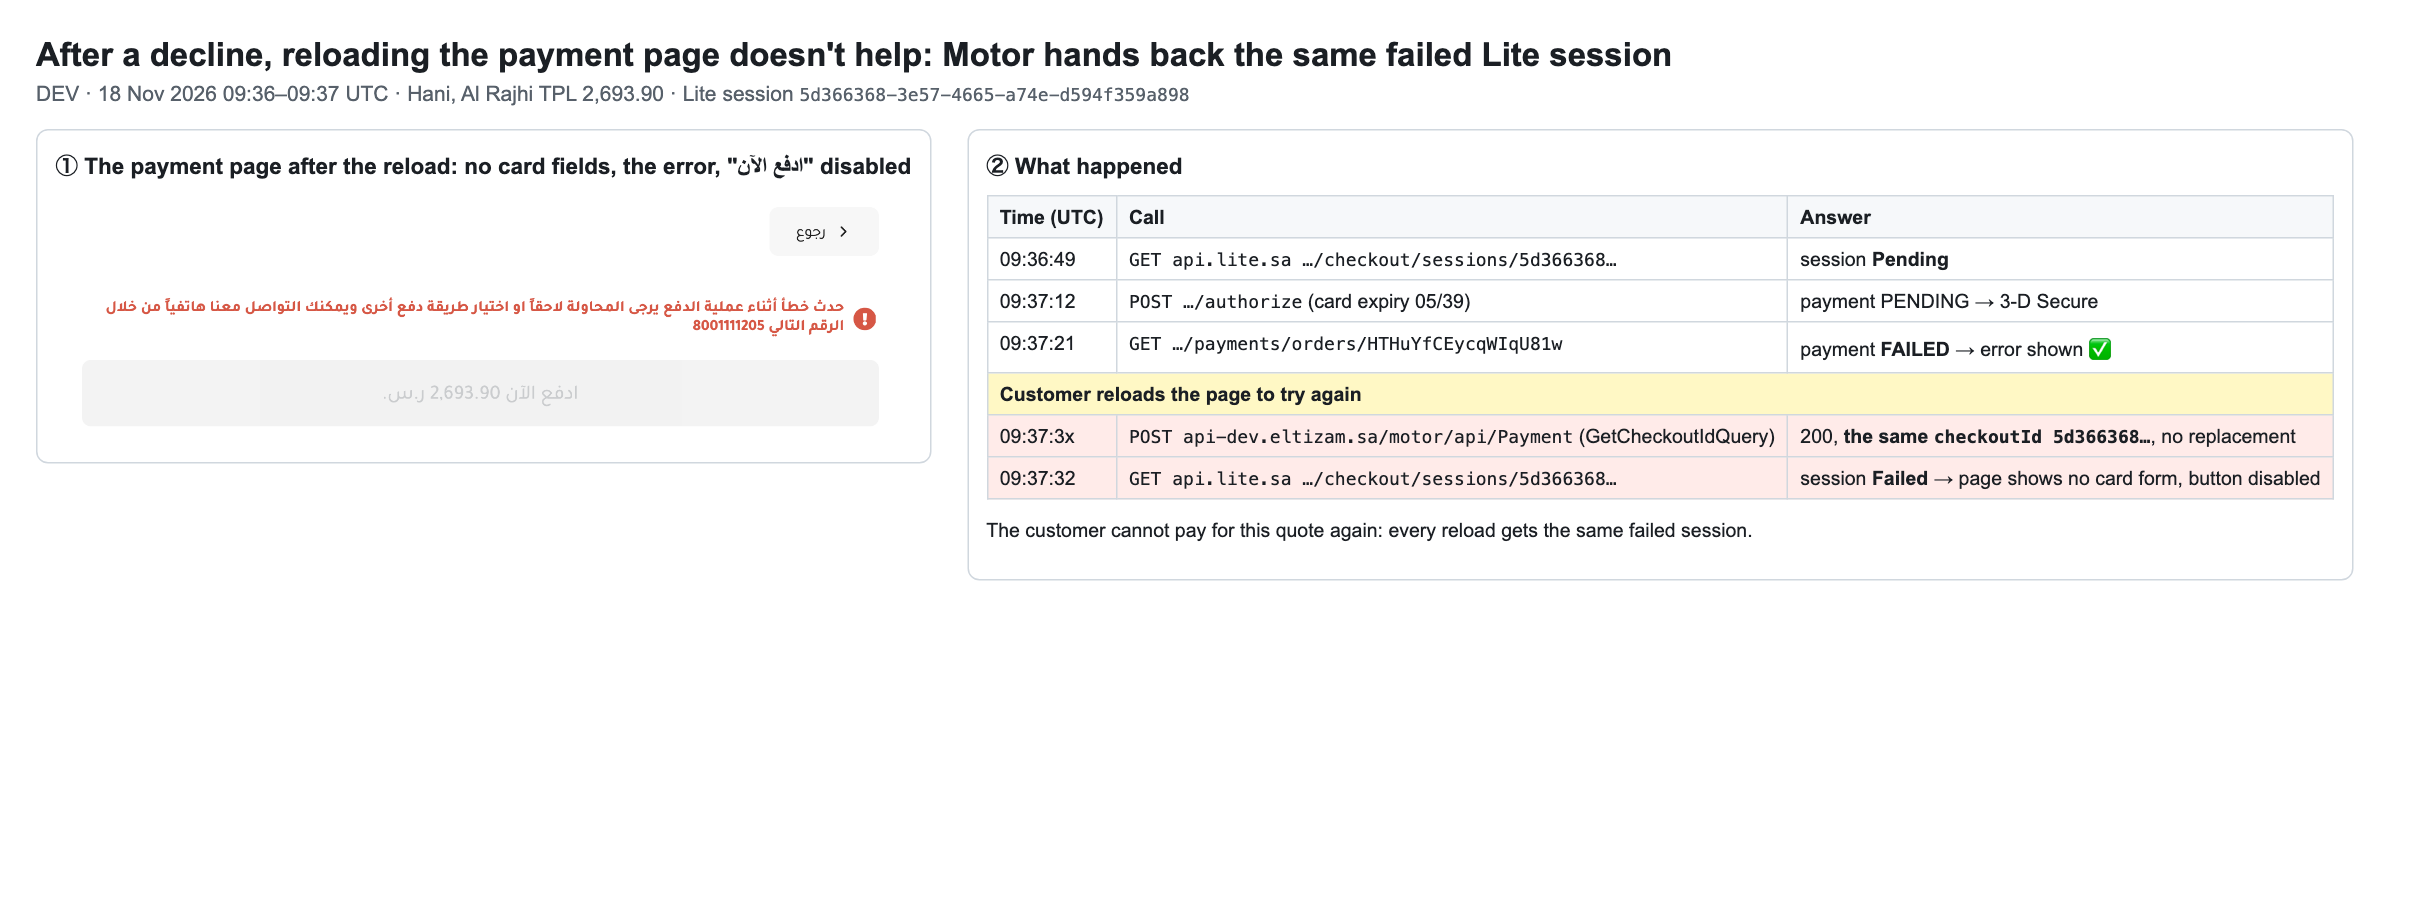 After a decline, reloading the payment page doesn't help: Motor hands back the same failed Lite session
DEV · 18 Nov 2026 09:36–09:37 UTC · Hani, Al Rajhi TPL 2,693.90 · Lite session 5d366368-3e57-4665-a74e-d594f359a898
① The payment page after the reload: no card fields, the error, "ادفع الآن" disabled
رجوع
حدث خطأ أثناء عملية الدفع يرجى المحاولة لاحقاً او اختيار طريقة دفع أخرى ويمكنك التواصل معنا هاتفياً من خلال
الرقم التالي 8001111205
ادفع الآن 2,693.90 ر.س.
② What happened
Time (UTC) Call Answer
09:36:49 GET api.lite.sa …/checkout/sessions/5d366368… session Pending
09:37:12 POST …/authorize (card expiry 05/39) payment PENDING → 3-D Secure
09:37:21 GET …/payments/orders/HTHuYfCEycqWIqU81w payment FAILED → error shown ✅
Customer reloads the page to try again
09:37:3x POST api-dev.eltizam.sa/motor/api/Payment (GetCheckoutIdQuery) 200, the same checkoutId 5d366368…, no replacement
09:37:32 GET api.lite.sa …/checkout/sessions/5d366368… session Failed → page shows no card form, button disabled
The customer cannot pay for this quote again: every reload gets the same failed session.